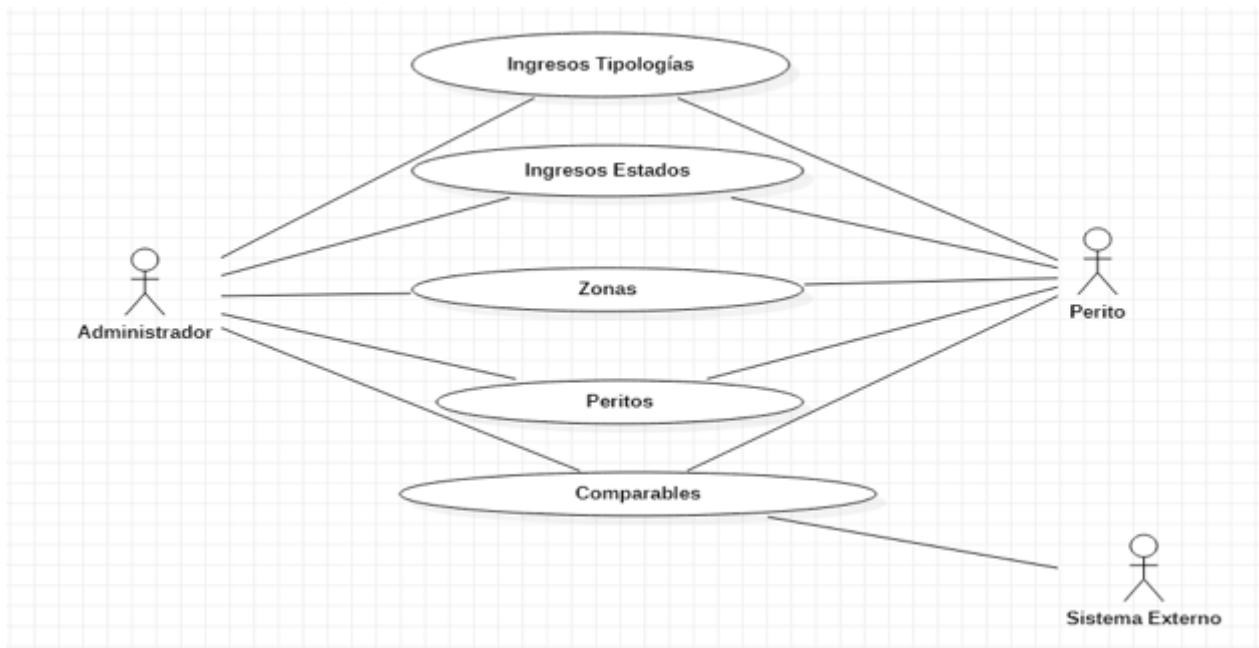 Ingresos Tipologías
Ingresos Estados
Zonas
Administrador
Perito
Peritos
Comparables
Sistema Externo